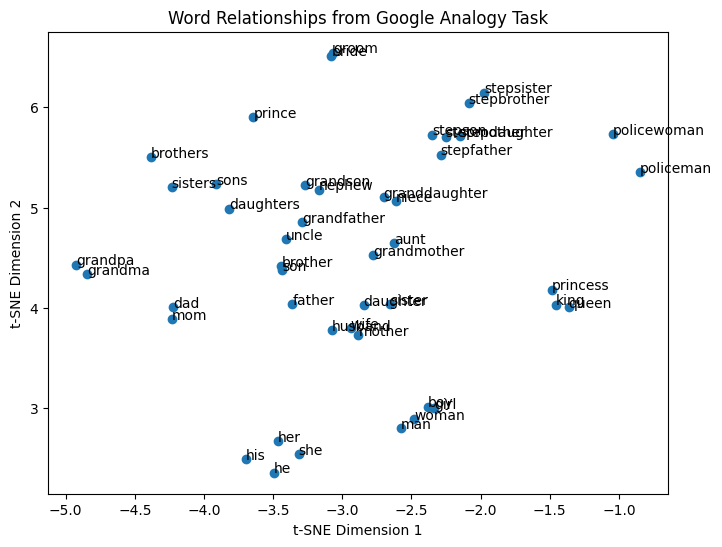 Word Relationships from Google Analogy Task
groom
bride
stepsister
stepbrother
prince
policewoman
stepson
stepdaughter
stepfather
policeman
brothers
sisters
sons
grandson
nephew
granddaughter
niece
daughters
grandfather
uncle
aunt
grandmother
grandpa
grandma
brother
son
princess
king
queen
dad
mom
father
daughter
sister
husband
wife
mother
boy
girl
woman
man
her
she
his
he
6
5
4
3
t-SNE Dimension 2
−5.0 −4.5 −4.0 −3.5 −3.0 −2.5 −2.0 −1.5 −1.0
t-SNE Dimension 1